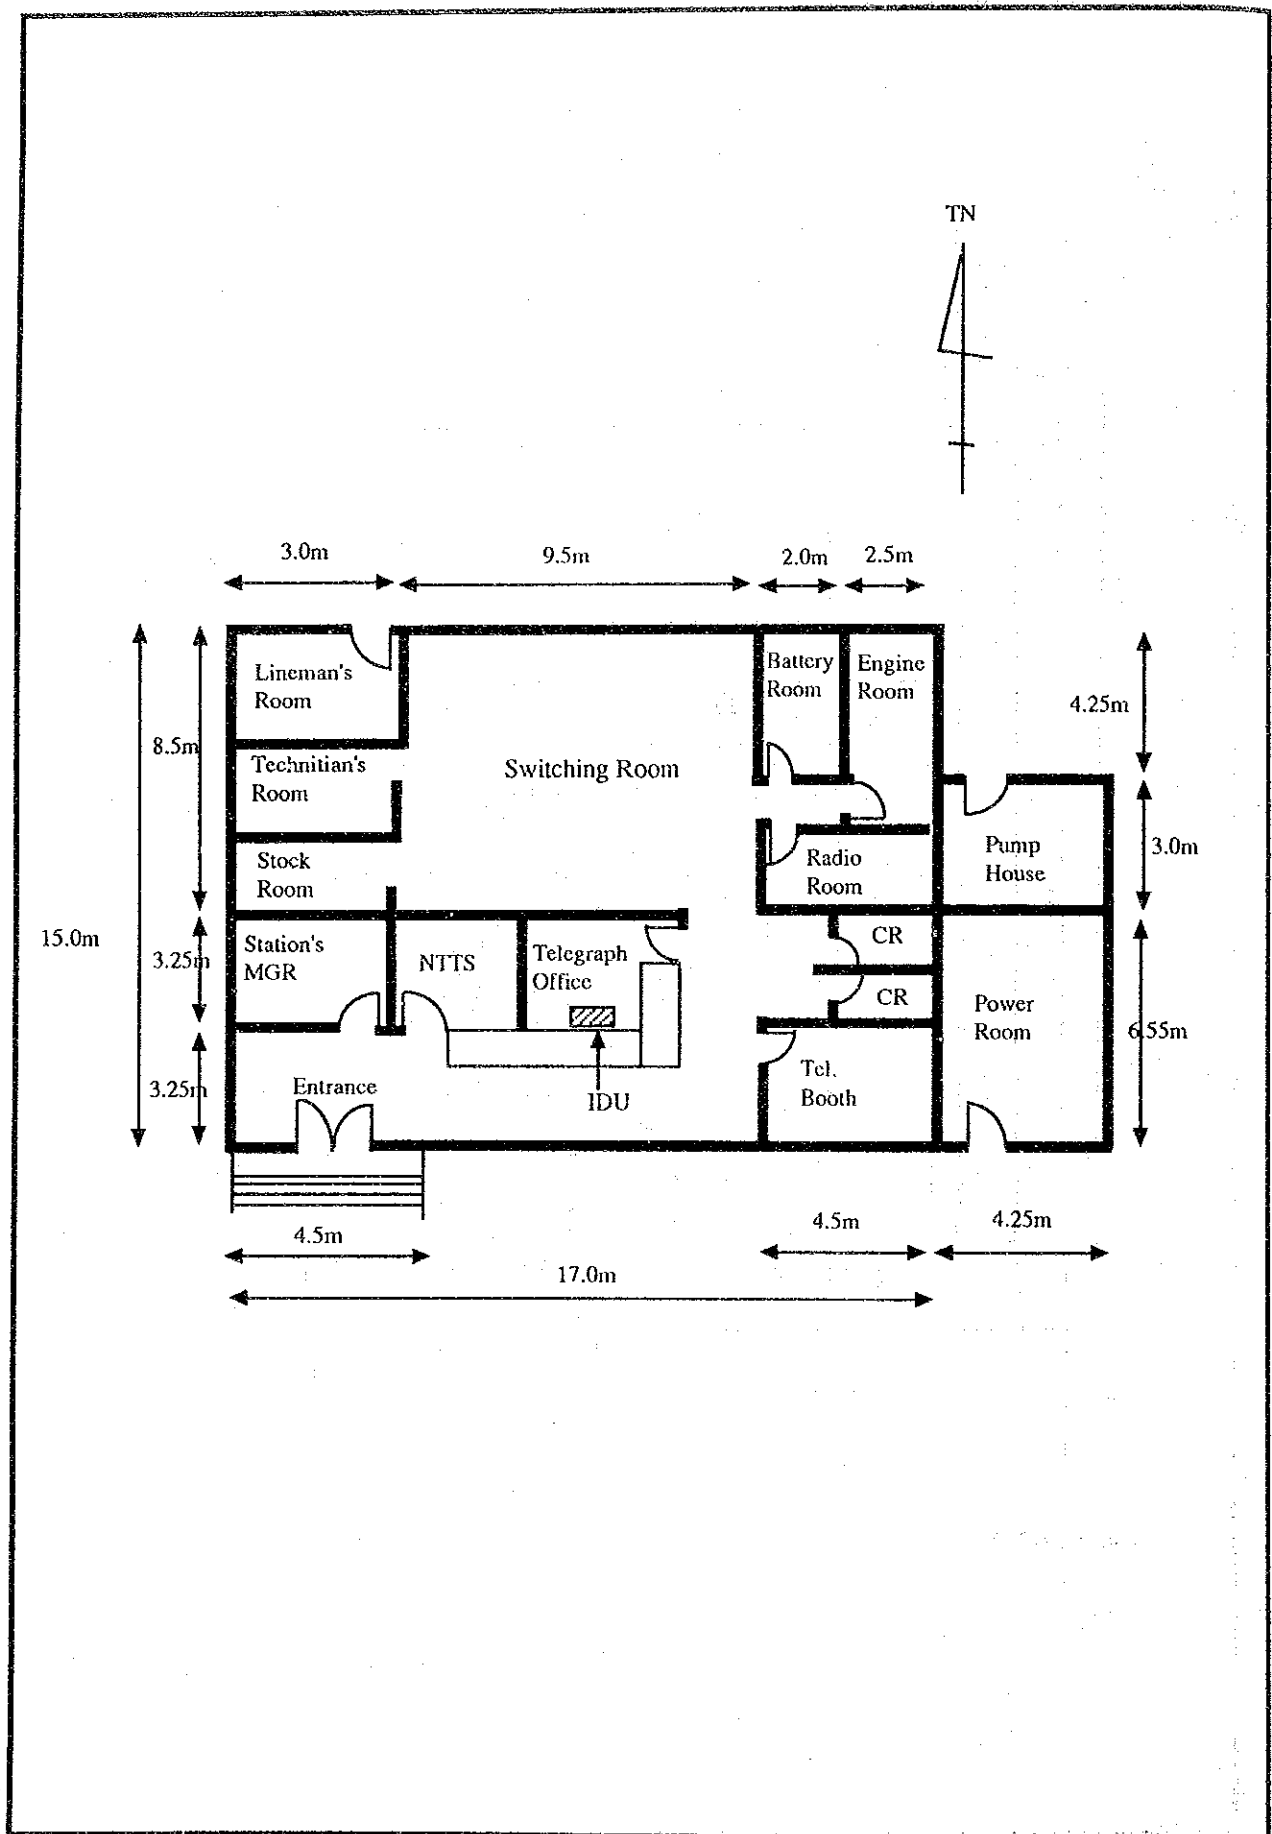 TN
3.0m
9.5m
2.0m
2.5m
Lineman's
Room
Battery
Room
Engine
Room
4.25m
8.5m
Technitian's
Room
Switching Room
Stock
Room
Radio
Room
Pump
House
3.0m
15.0m
3.25m
Station's
MGR
NTTS
Telegraph
Office
CR
CR
Power
Room
6.55m
3.25m
Entrance
IDU
Tel.
Booth
4.5m
4.5m
4.25m
17.0m